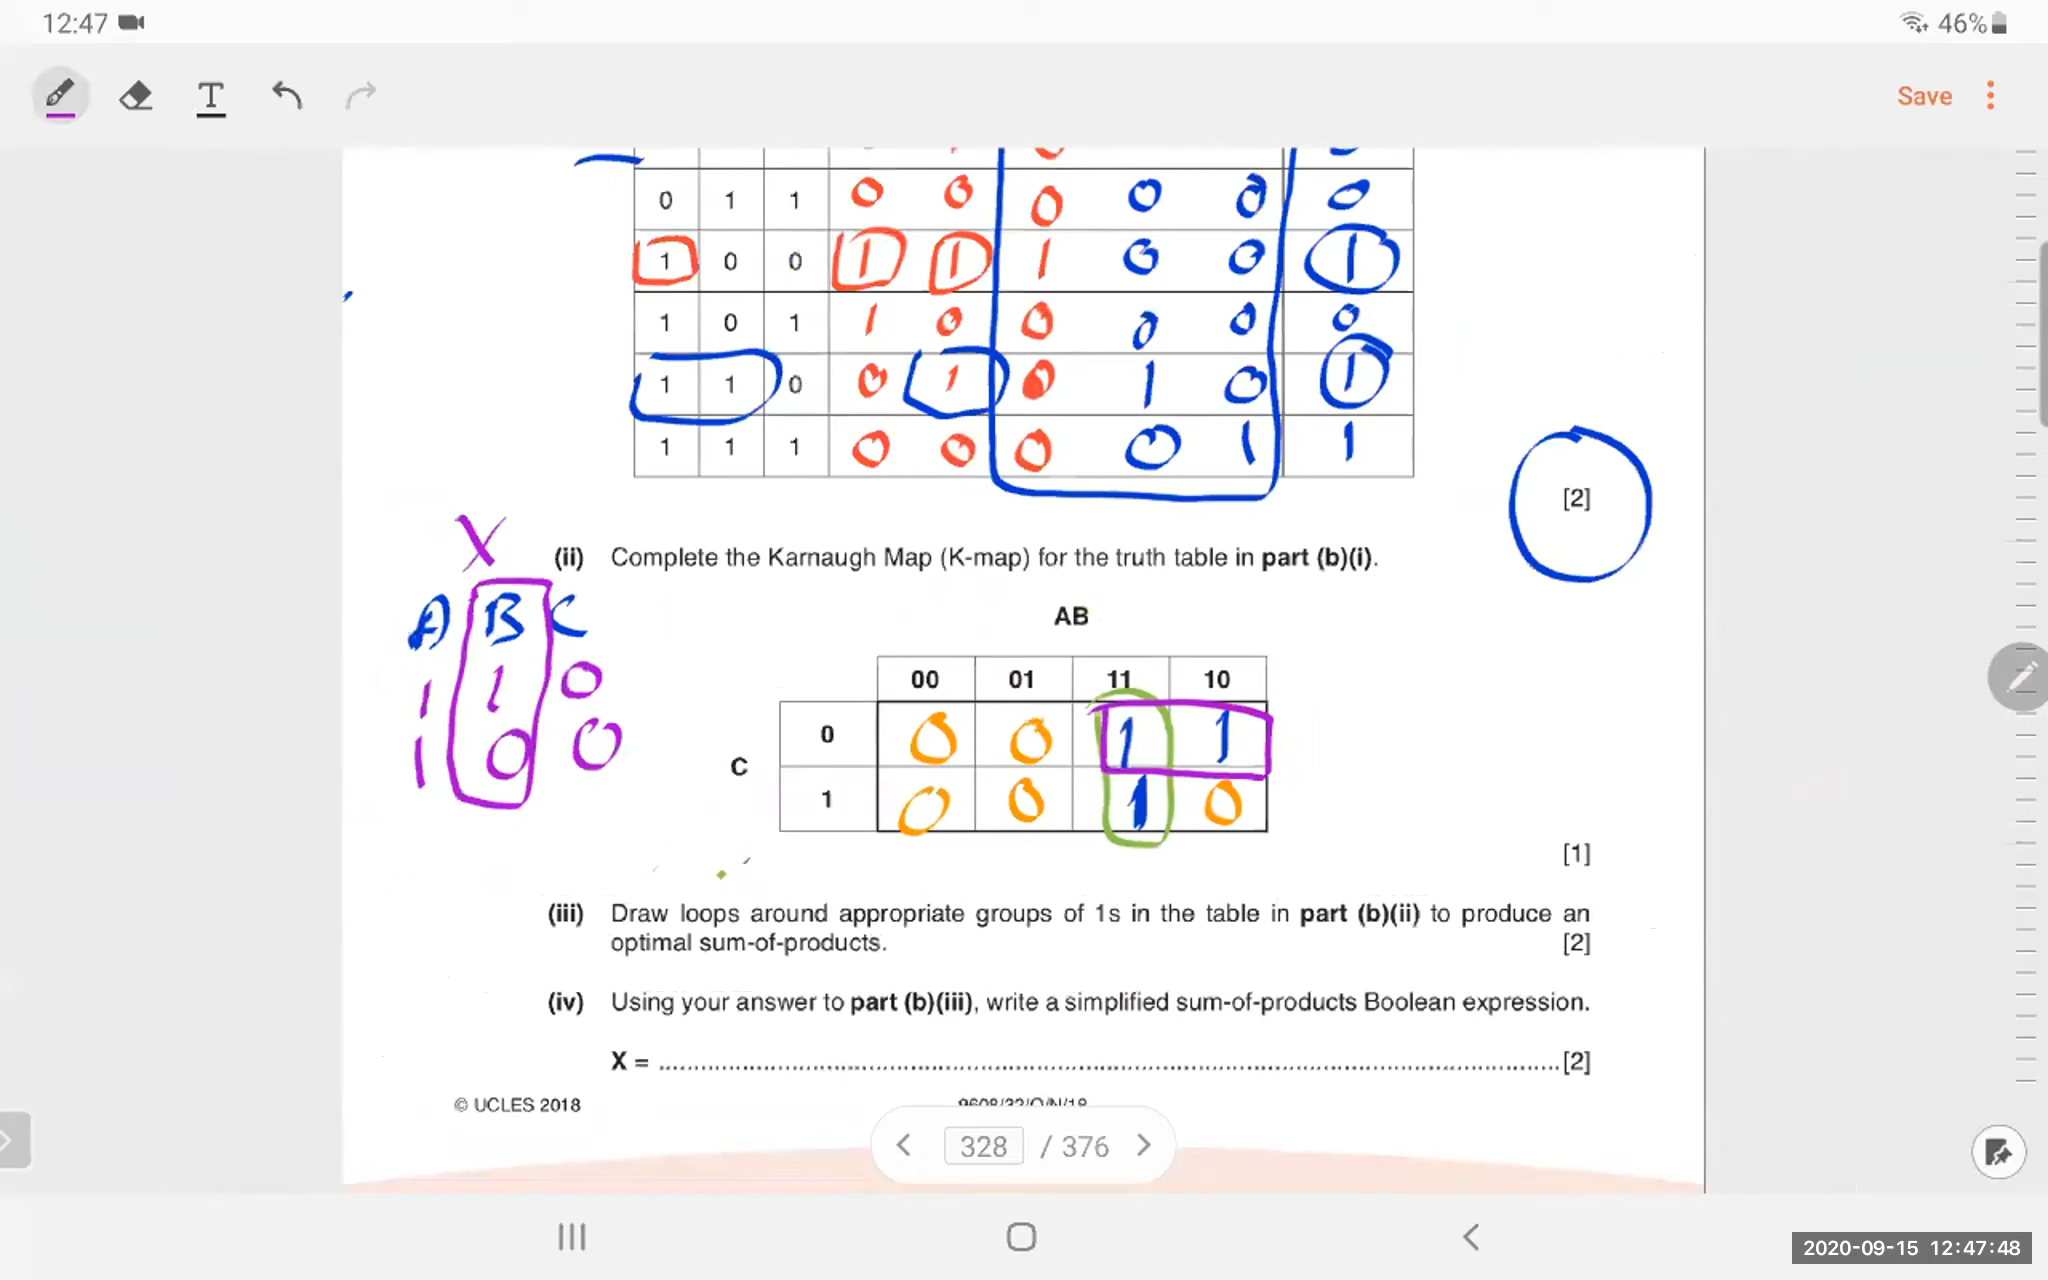 12:47 46%
T Save
0 1 1 0 0 0 0 0 0
1 0 0 1 1 1 0 0 1
1 0 1 1 0 0 0 0 0
1 1 0 0 1 0 1 0 1
1 1 1 0 0 0 0 1 1
[2]
X
(ii) Complete the Karnaugh Map (K-map) for the truth table in part (b)(i).
A B C
1 1 0
1 0 0
AB
00 01 11 10
0 0 0 1 1
C
1 0 0 1 0
[1]
(iii) Draw loops around appropriate groups of 1s in the table in part (b)(ii) to produce an
optimal sum-of-products. [2]
(iv) Using your answer to part (b)(iii), write a simplified sum-of-products Boolean expression.
X = ........................................................................................................ [2]
© UCLES 2018 9608/32/O/N/18
328 / 376
2020-09-15 12:47:48